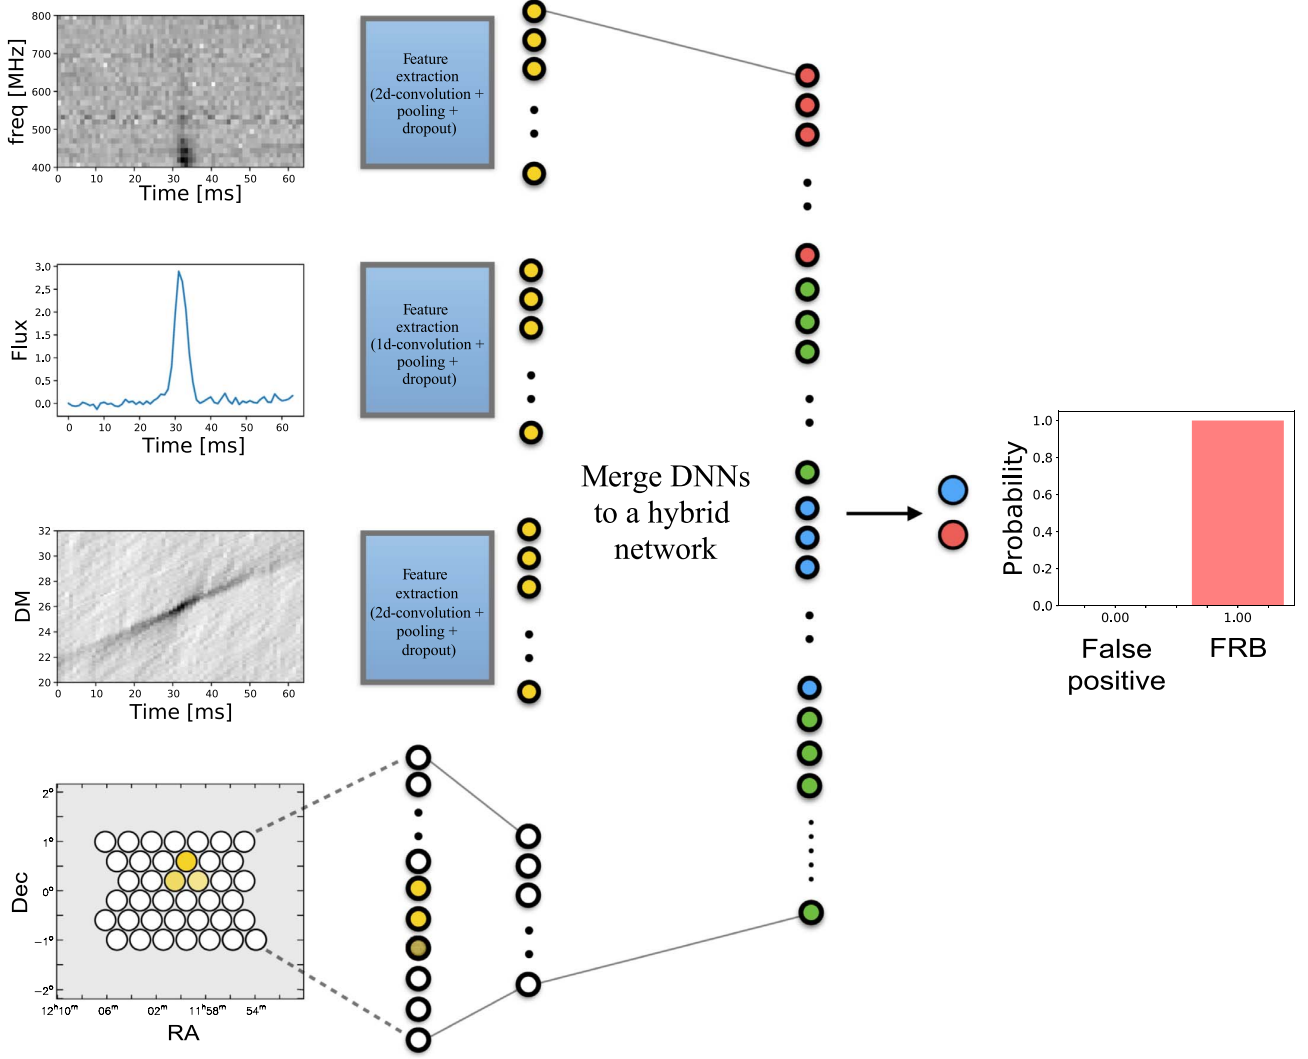 800
700
600
500
400
freq [MHz]
0 10 20 30 40 50 60
Time [ms]
Feature
extraction
(2d-convolution +
pooling +
dropout)
3.0
2.5
2.0
1.5
1.0
0.5
0.0
Flux
0 10 20 30 40 50 60
Time [ms]
Feature
extraction
(1d-convolution +
pooling +
dropout)
32
30
28
26
24
22
20
DM
0 10 20 30 40 50 60
Time [ms]
Feature
extraction
(2d-convolution +
pooling +
dropout)
2°
1°
0°
−1°
−2°
Dec
12ʰ10ᵐ 06ᵐ 02ᵐ 11ʰ58ᵐ 54ᵐ
RA
Merge DNNs
to a hybrid
network
1.0
0.8
0.6
0.4
0.2
0.0
Probability
0.00 1.00
False
positive
FRB